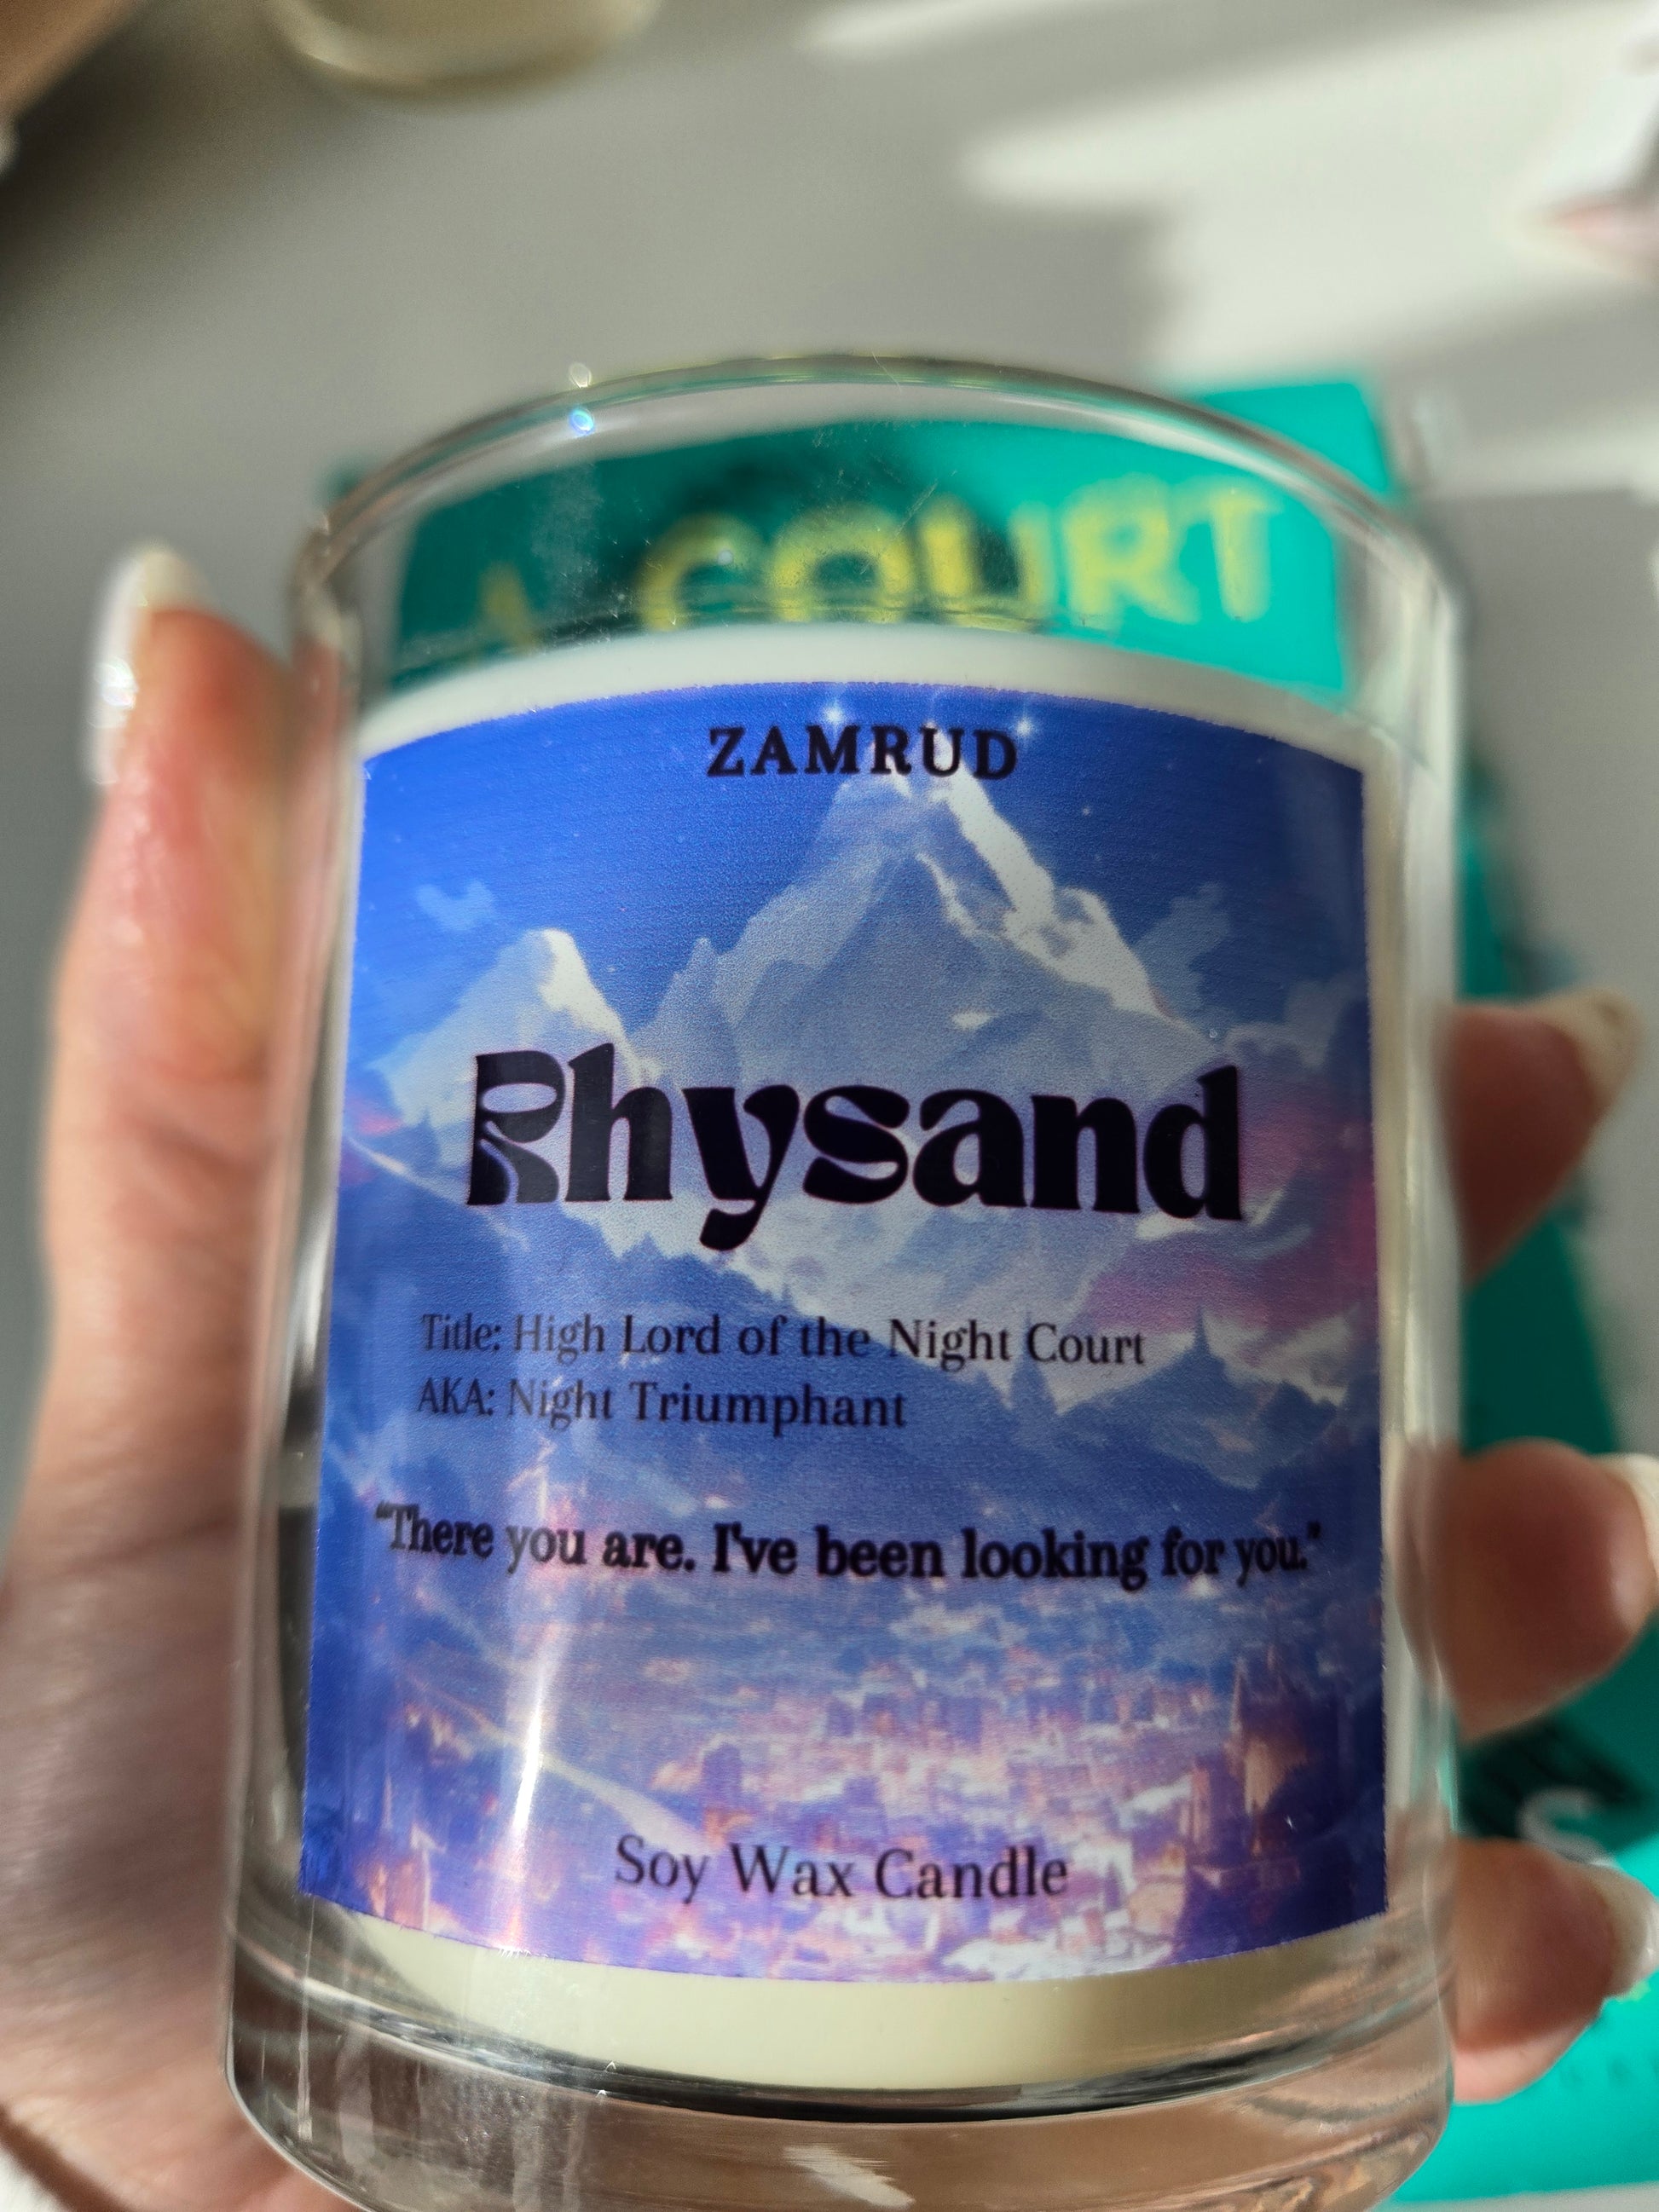 A COURT
ZAMRUD
Rhysand
Title: High Lord of the Night Court
AKA: Night Triumphant
“There you are. I've been looking for you.”
Soy Wax Candle
S